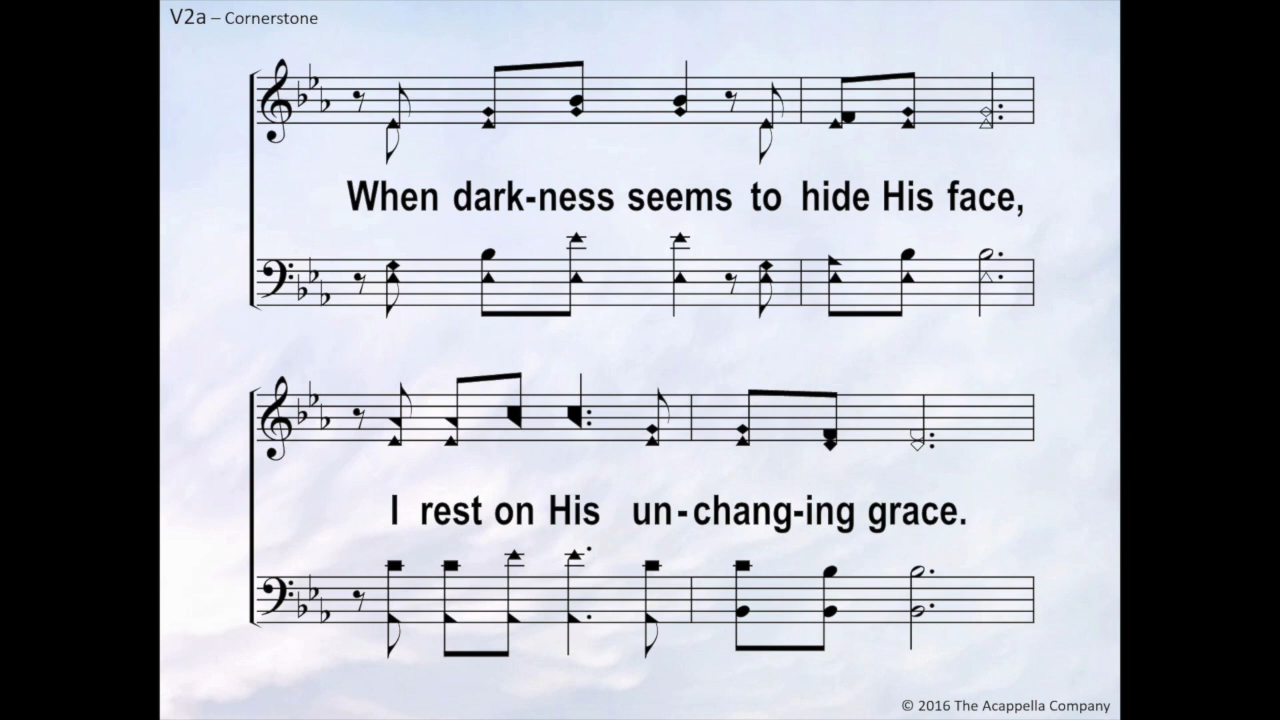 V2a – Cornerstone
When dark-ness seems to hide His face,
I rest on His un-chang-ing grace.
© 2016 The Acappella Company